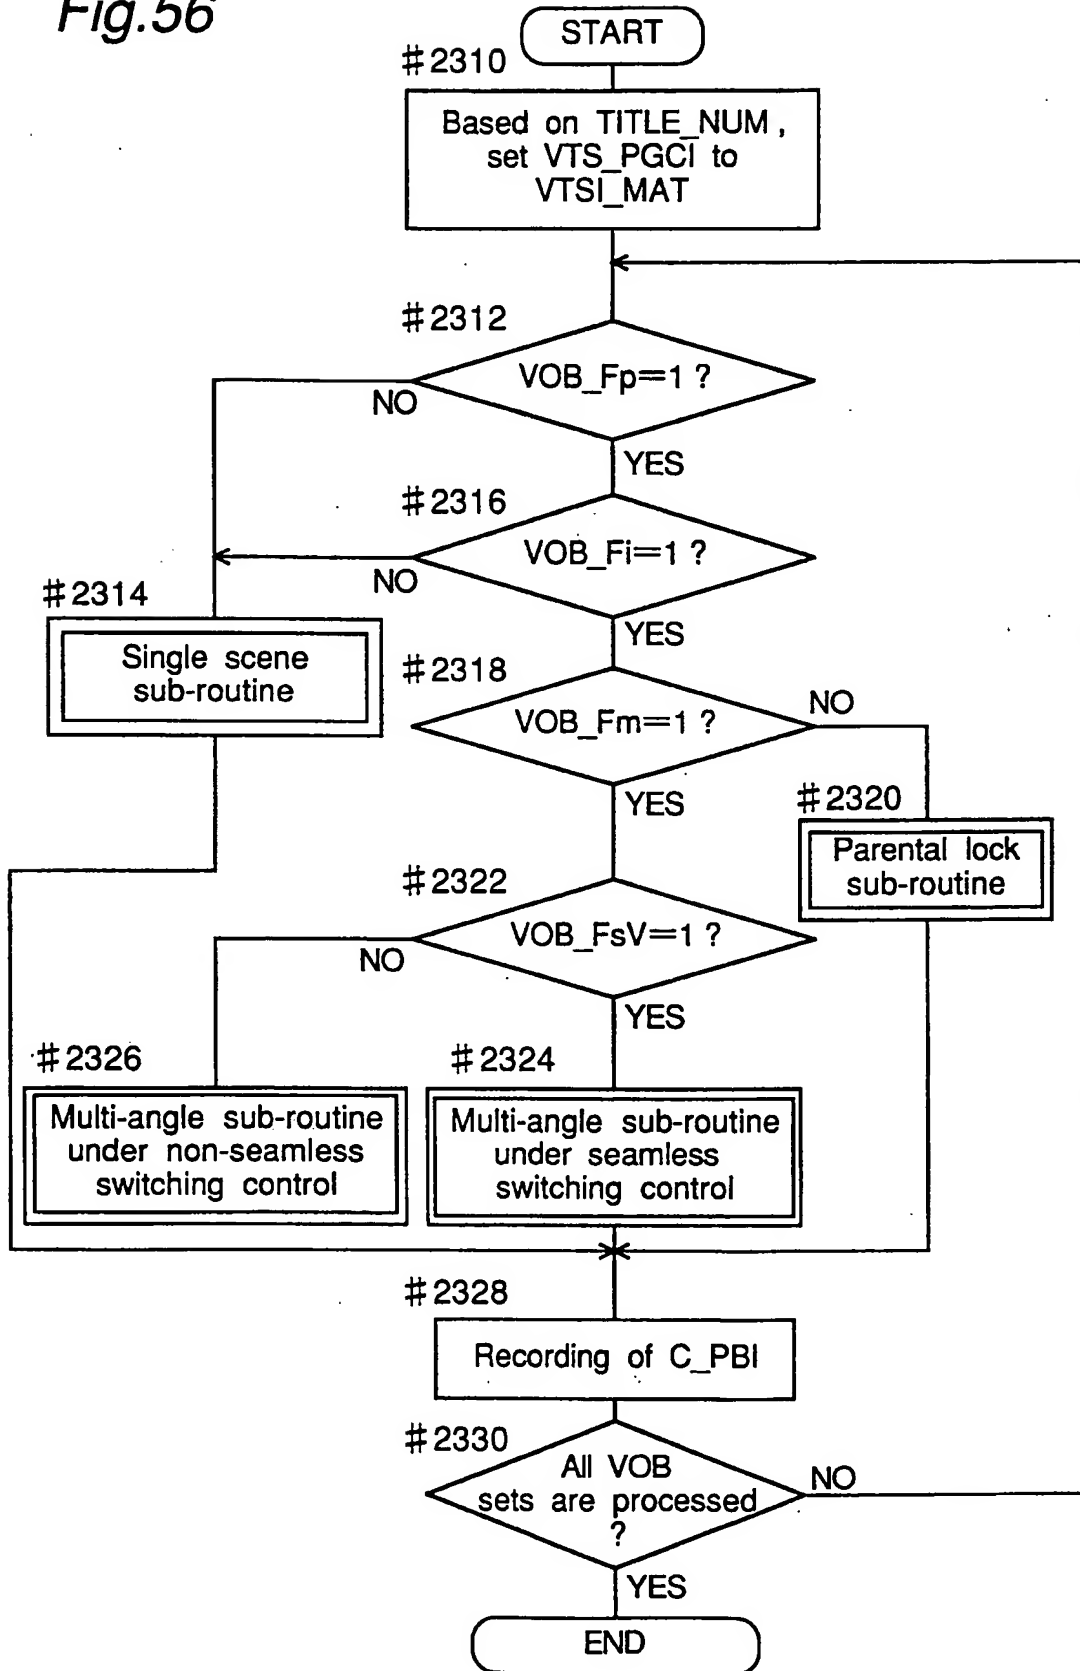 Fig.56
START
#2310
Based on TITLE_NUM,
set VTS_PGCI to
VTSI_MAT
#2312
VOB_Fp=1 ?
NO
YES
#2316
VOB_Fi=1 ?
NO
YES
#2314
Single scene
sub-routine
#2318
VOB_Fm=1 ?
NO
YES
#2320
Parental lock
sub-routine
#2322
VOB_FsV=1 ?
NO
YES
#2326
Multi-angle sub-routine
under non-seamless
switching control
#2324
Multi-angle sub-routine
under seamless
switching control
#2328
Recording of C_PBI
#2330
All VOB
sets are processed
?
NO
YES
END